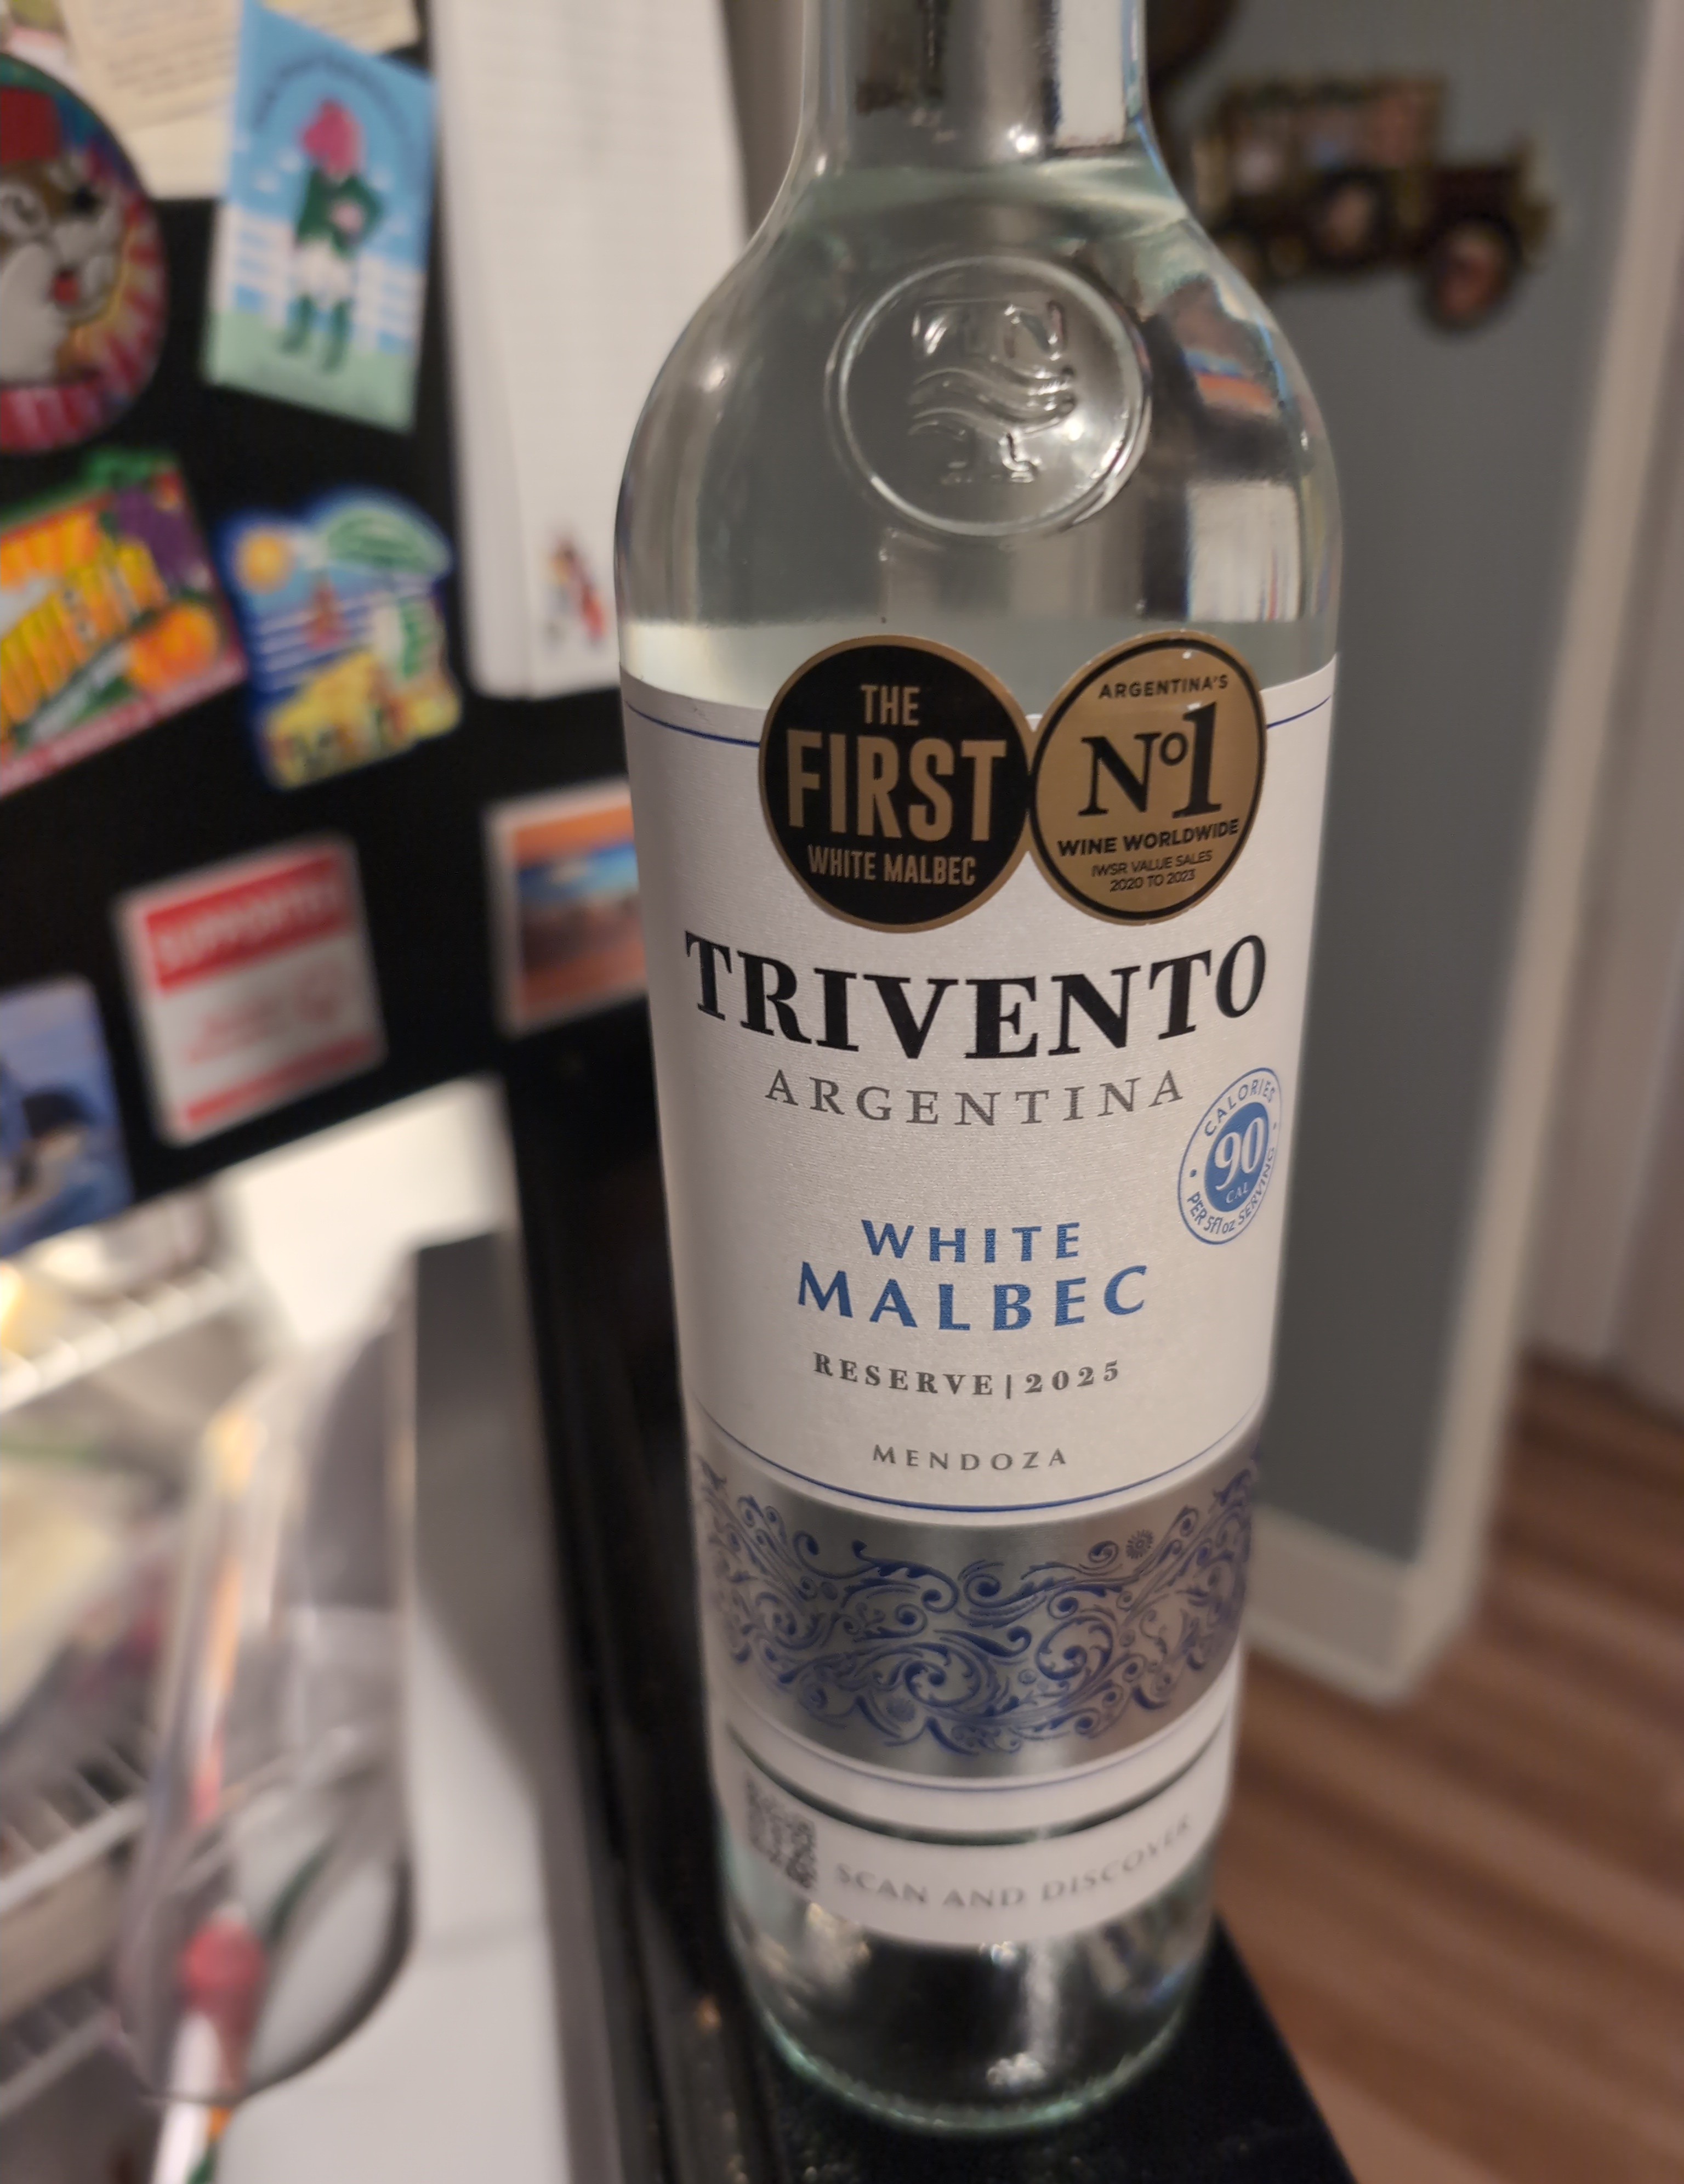 THE
FIRST
WHITE MALBEC
ARGENTINA'S
Nº1
WINE WORLDWIDE
IWSR VALUE SALES
2020 TO 2023
TRIVENTO
ARGENTINA
CALORIES
90
CAL
PER 5fl oz SERVING
WHITE
MALBEC
RESERVE | 2025
MENDOZA
SCAN AND DISCOVER